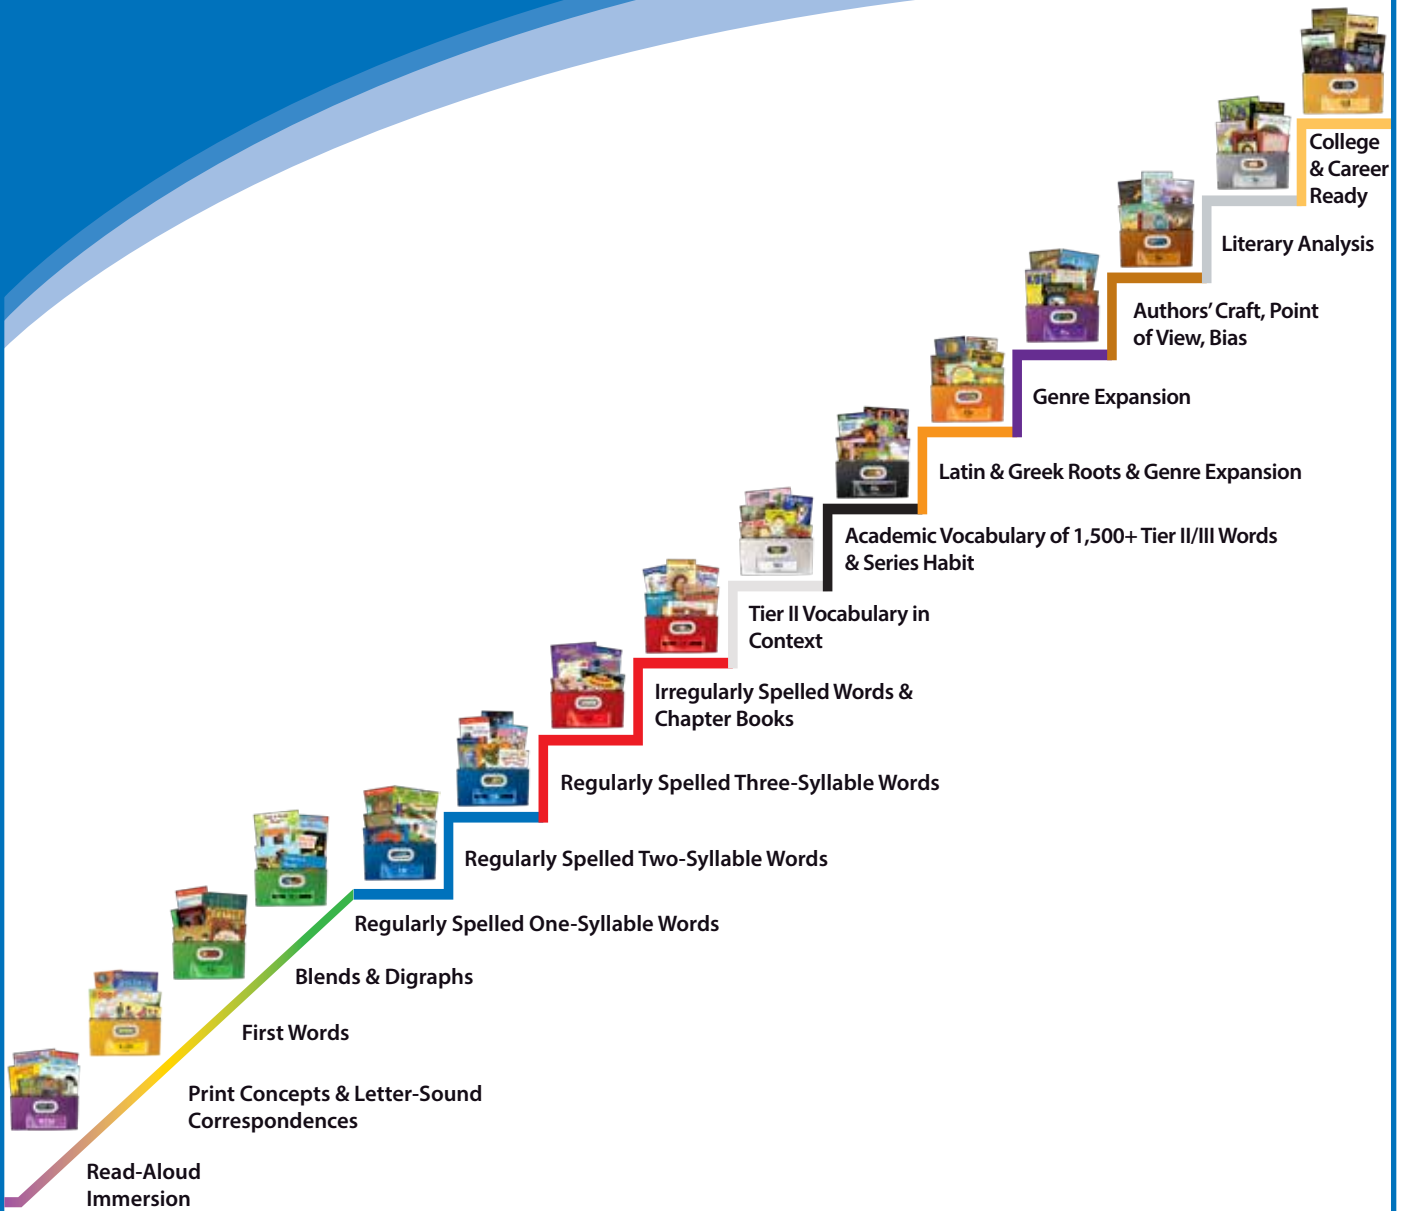 College
& Career
Ready
Literary Analysis
Authors’ Craft, Point
of View, Bias
Genre Expansion
Latin & Greek Roots & Genre Expansion
Academic Vocabulary of 1,500+ Tier II/III Words
& Series Habit
Tier II Vocabulary in
Context
Irregularly Spelled Words &
Chapter Books
Regularly Spelled Three-Syllable Words
Regularly Spelled Two-Syllable Words
Regularly Spelled One-Syllable Words
Blends & Digraphs
First Words
Print Concepts & Letter-Sound
Correspondences
Read-Aloud
Immersion